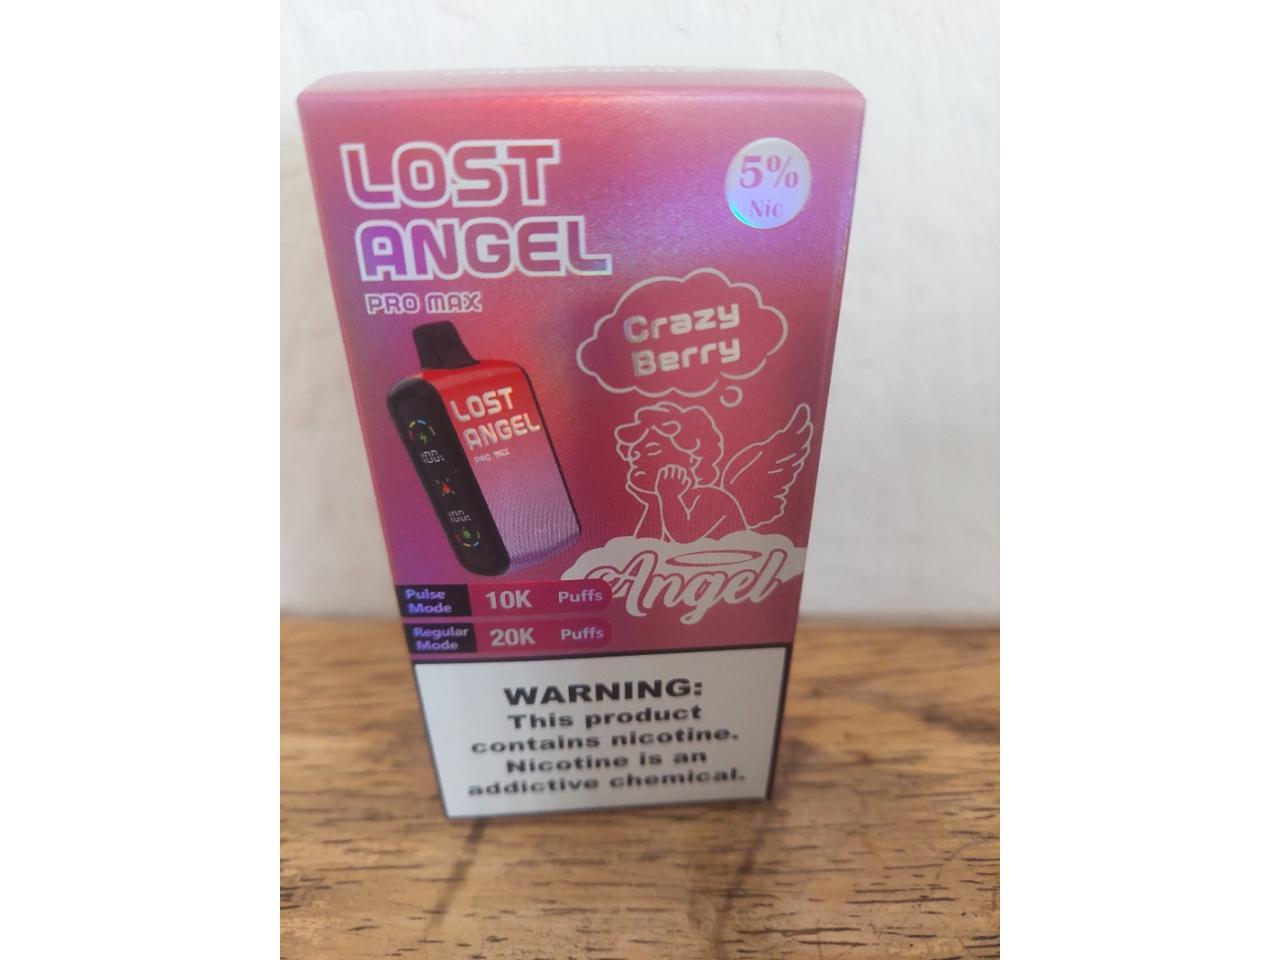 LOST
ANGEL
PRO MAX
5%
Nic
Crazy
Berry
LOST
ANGEL
PRO MAX
Angel
Pulse
Mode
10K Puffs
Regular
Mode
20K Puffs
WARNING:
This product
contains nicotine.
Nicotine is an
addictive chemical.